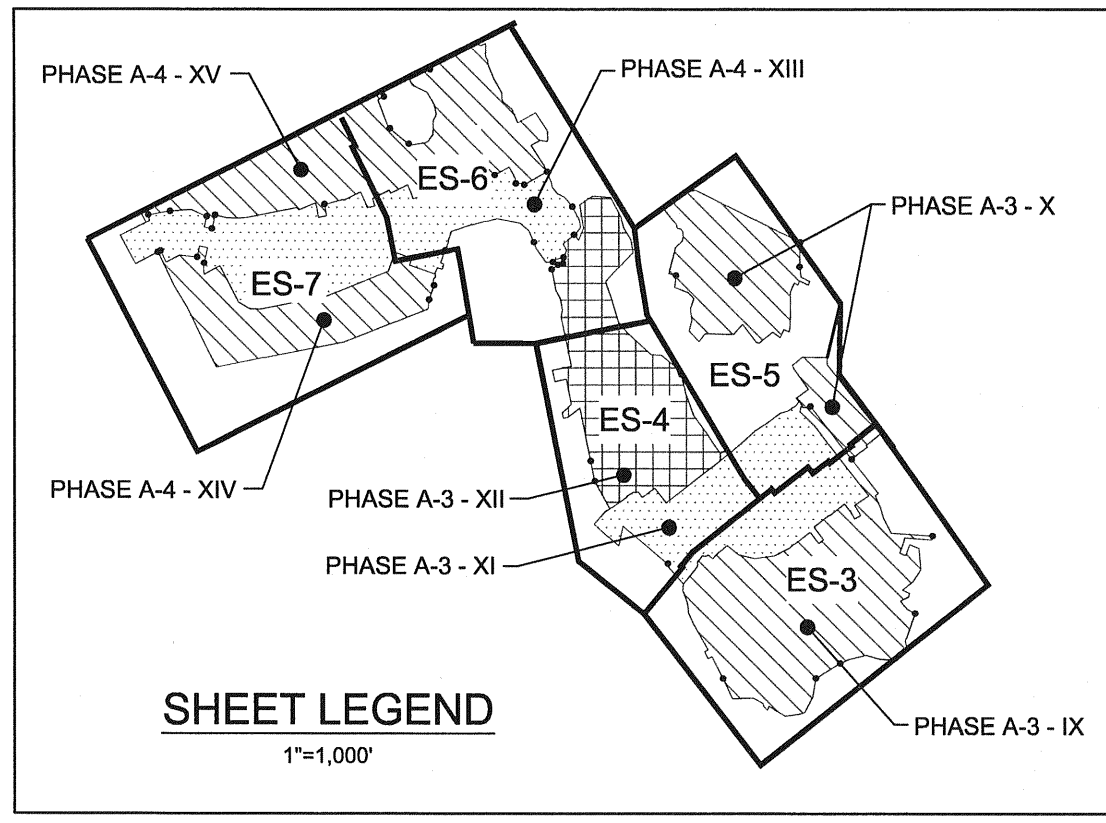 PHASE A-4 - XV
PHASE A-4 - XIII
ES-6
PHASE A-3 - X
ES-7
ES-5
ES-4
PHASE A-4 - XIV
PHASE A-3 - XII
PHASE A-3 - XI
ES-3
SHEET LEGEND
1"=1,000'
PHASE A-3 - IX